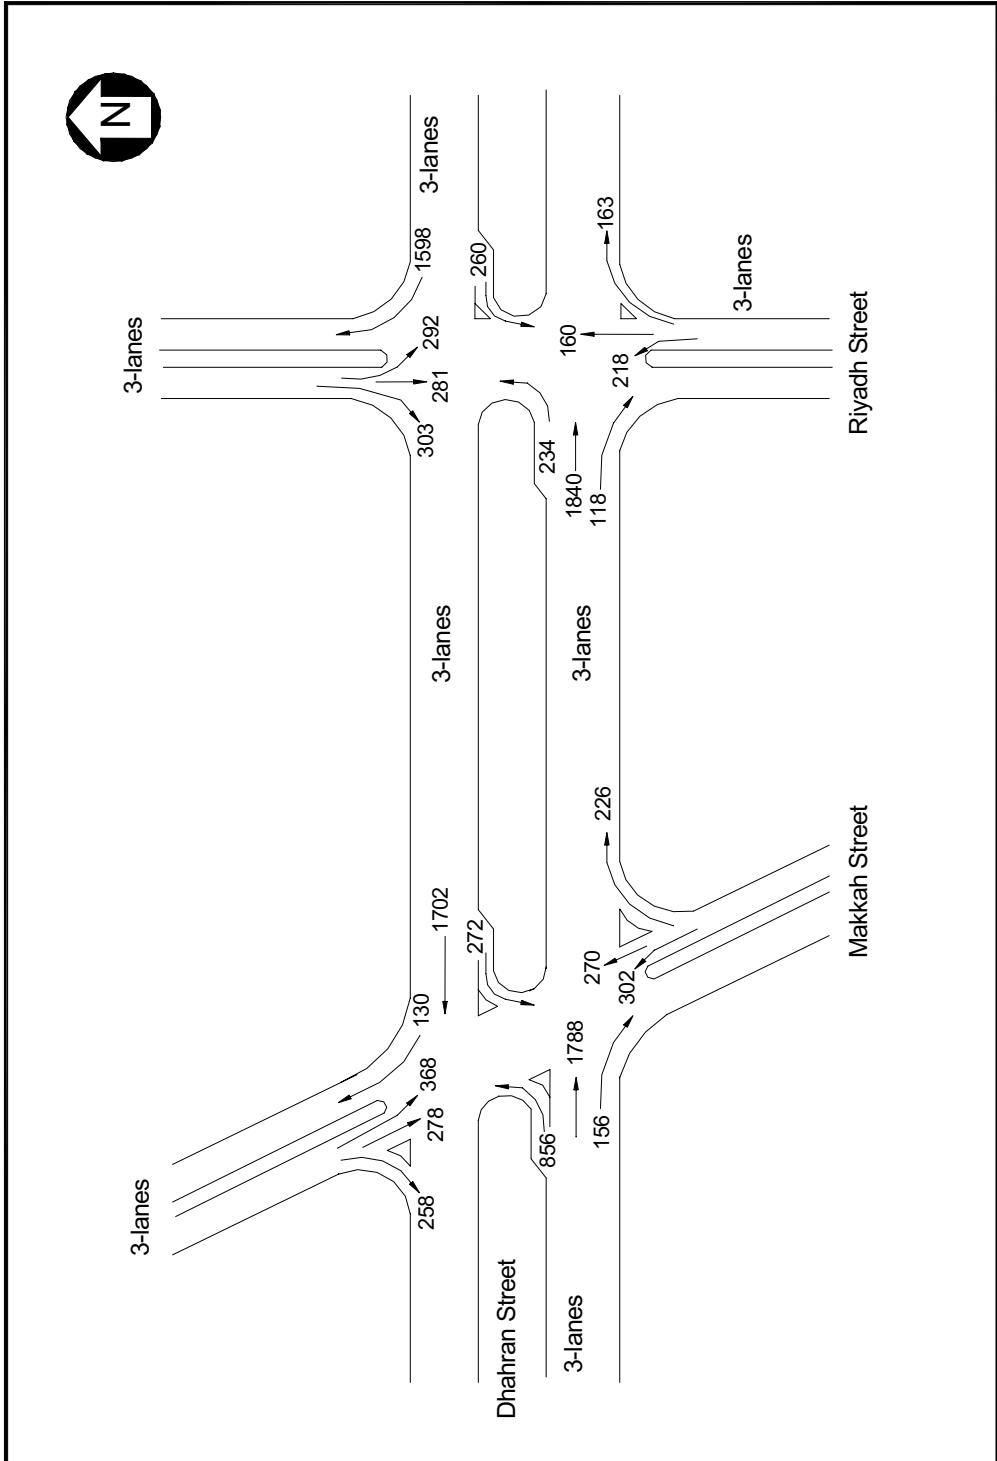 N
3-lanes
1598
260
163
3-lanes
3-lanes
292
281
303
160
218
Riyadh Street
234
1840
118
3-lanes
3-lanes
226
Makkah Street
1702
272
270
302
130
368
278
258
1788
856
156
3-lanes
Dhahran Street
3-lanes